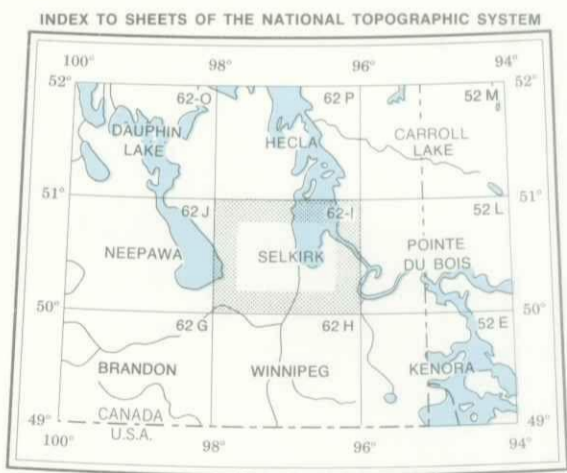 INDEX TO SHEETS OF THE NATIONAL TOPOGRAPHIC SYSTEM
100° 98° 96° 94°
52° 52°
62-O 62 P 52 M
DAUPHIN LAKE
HECLA
CARROLL LAKE
51° 51°
62 J 62-I 52 L
NEEPAWA SELKIRK
POINTE DU BOIS
50° 50°
62 G 62 H 52 E
BRANDON WINNIPEG KENORA
49° 49°
CANADA
U.S.A.
100° 98° 96° 94°